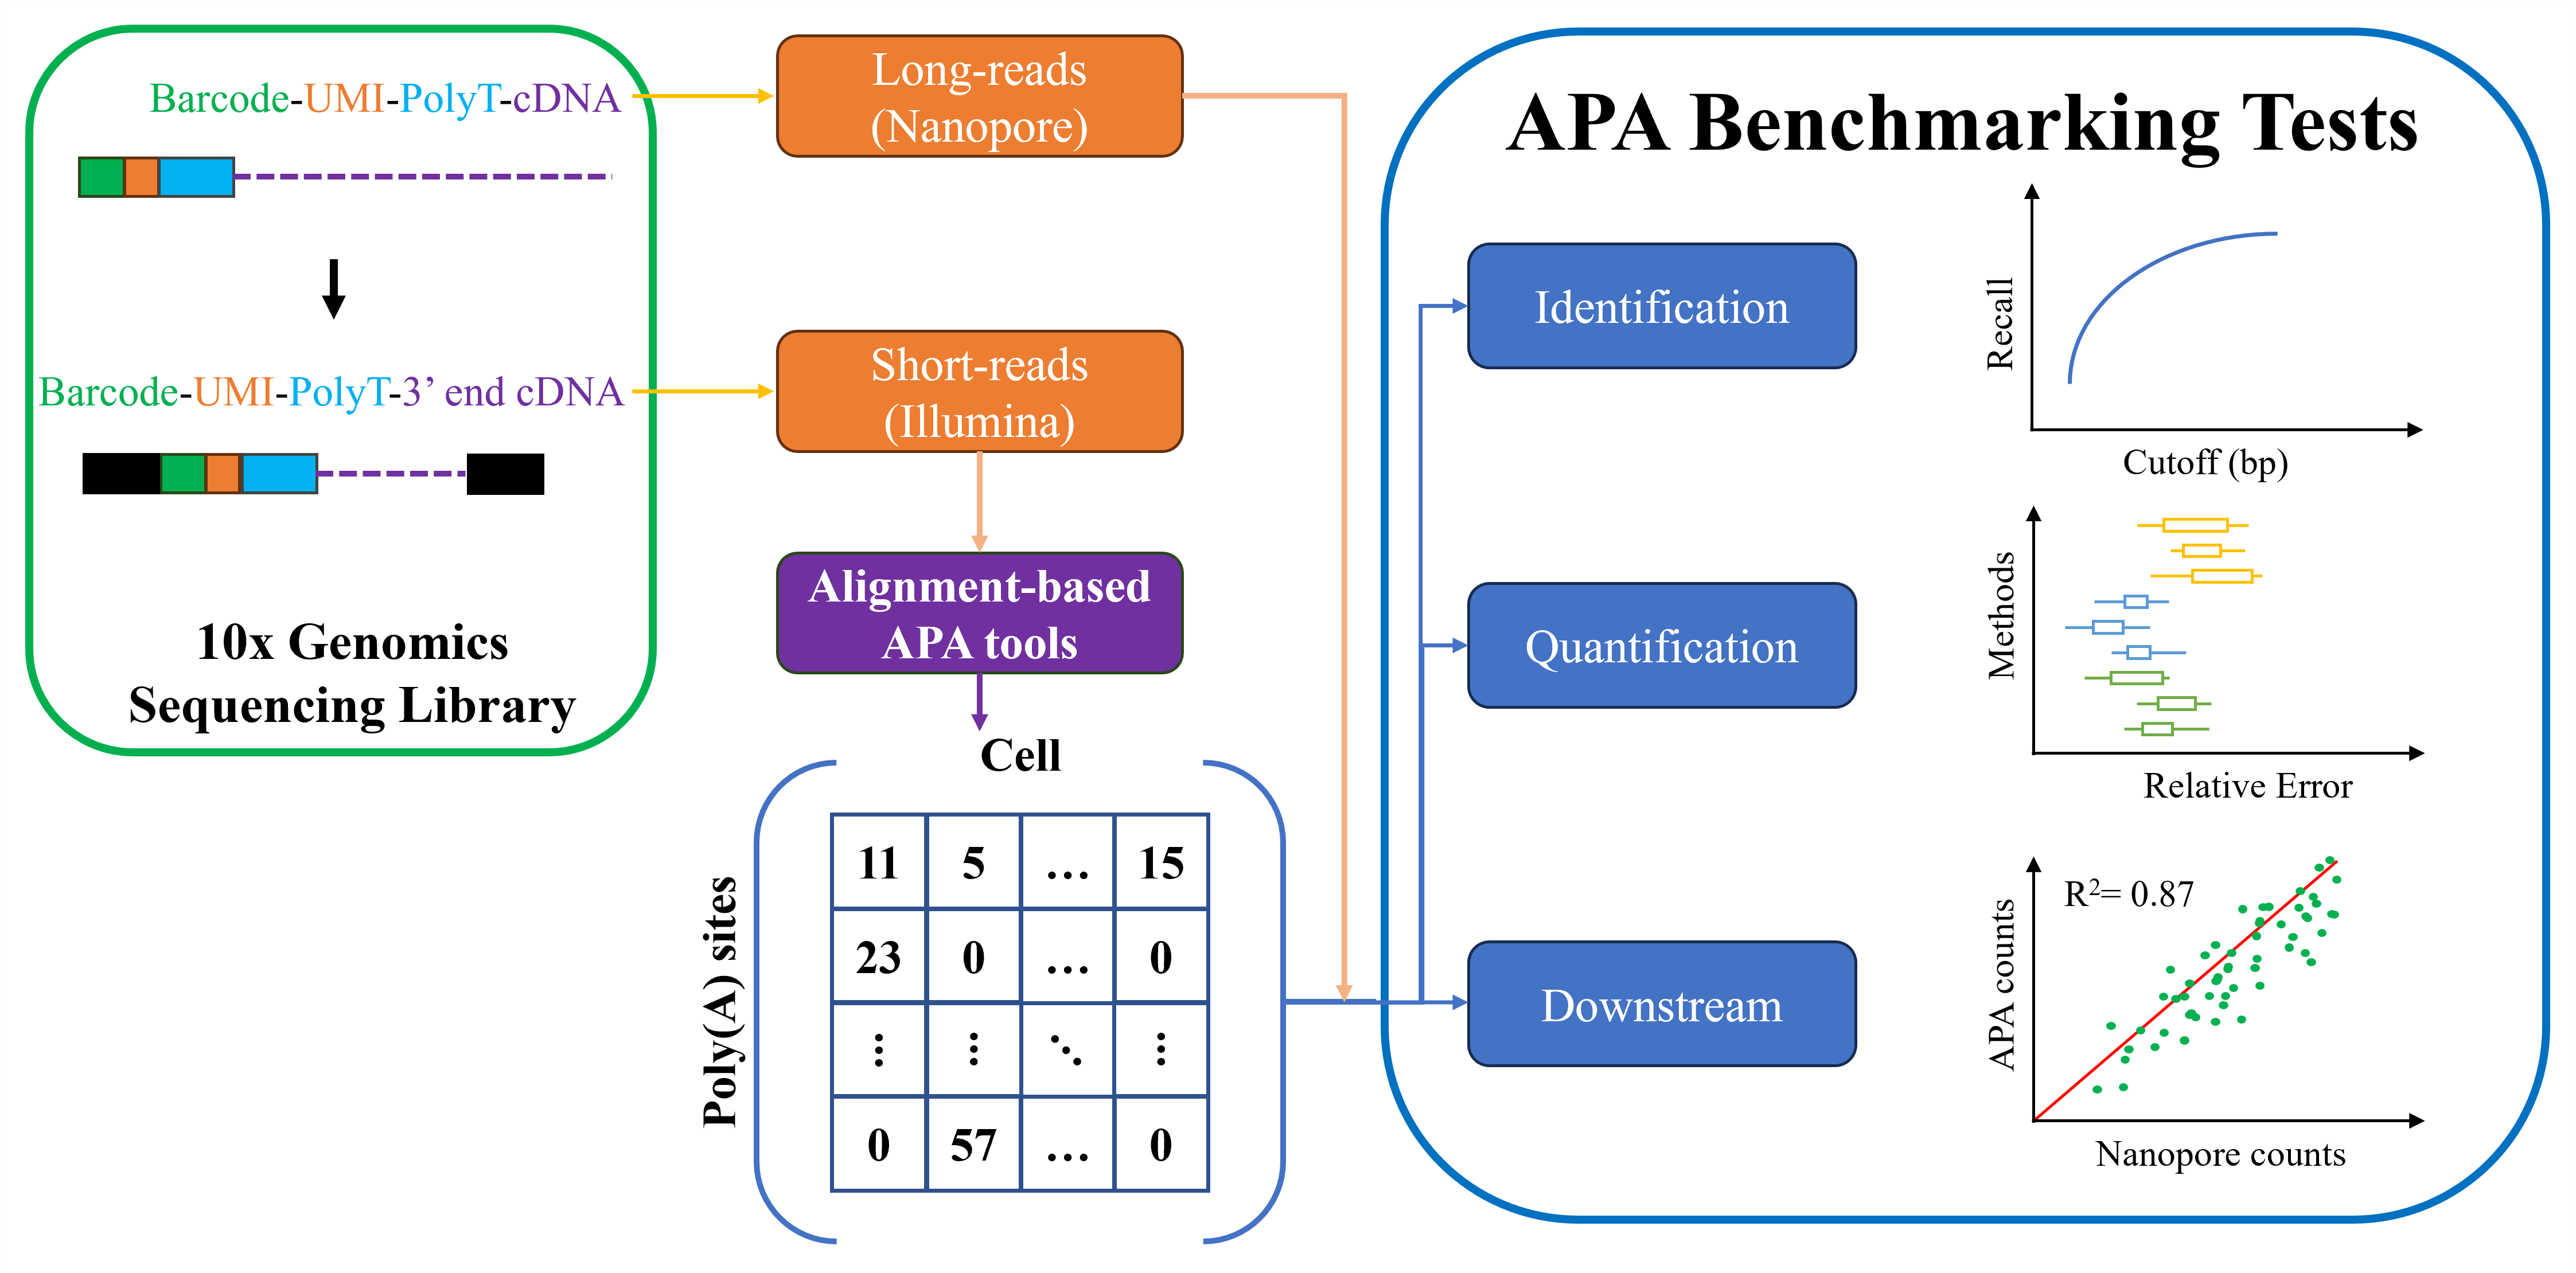 Barcode-UMI-PolyT-cDNA
Barcode-UMI-PolyT-3’ end cDNA
10x Genomics
Sequencing Library
Long-reads
(Nanopore)
Short-reads
(Illumina)
Alignment-based
APA tools
Cell
Poly(A) sites
11 5 … 15
23 0 … 0
⋮ ⋮ ⋱ ⋮
0 57 … 0
APA Benchmarking Tests
Identification
Recall
Cutoff (bp)
Quantification
Methods
Relative Error
Downstream
R²= 0.87
APA counts
Nanopore counts